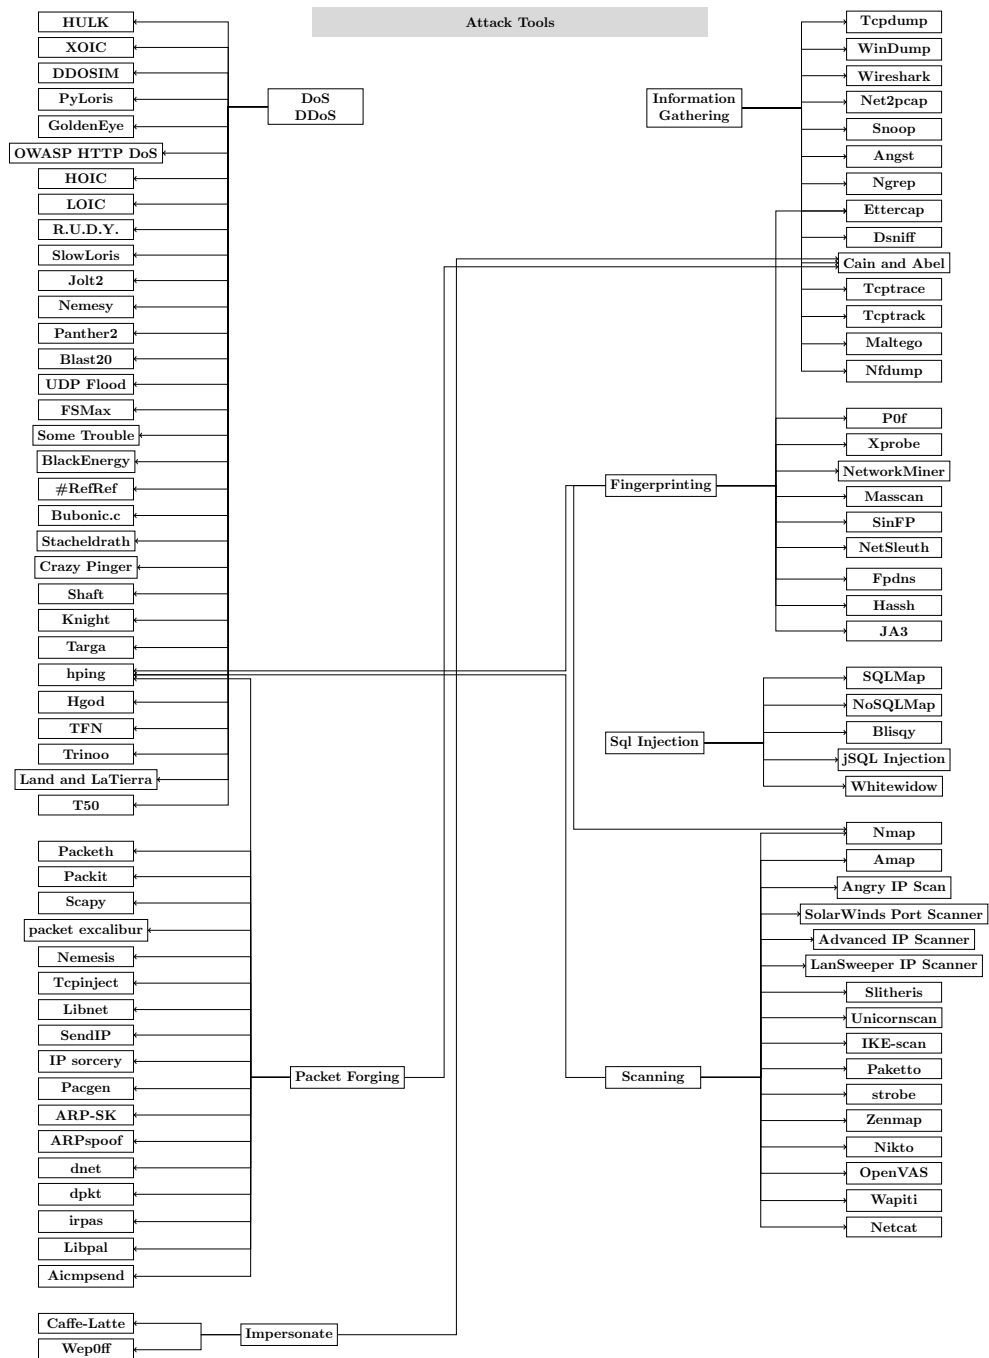 Attack Tools
HULK
XOIC
DDOSIM
PyLoris
GoldenEye
OWASP HTTP DoS
HOIC
LOIC
R.U.D.Y.
SlowLoris
Jolt2
Nemesy
Panther2
Blast20
UDP Flood
FSMax
Some Trouble
BlackEnergy
#RefRef
Bubonic.c
Stacheldrath
Crazy Pinger
Shaft
Knight
Targa
hping
Hgod
TFN
Trinoo
Land and LaTierra
T50
DoS
DDoS
Packeth
Packit
Scapy
packet excalibur
Nemesis
Tcpinject
Libnet
SendIP
IP sorcery
Pacgen
ARP-SK
ARPspoof
dnet
dpkt
irpas
Libpal
Aicmpsend
Packet Forging
Caffe-Latte
Wep0ff
Impersonate
Information
Gathering
Tcpdump
WinDump
Wireshark
Net2pcap
Snoop
Angst
Ngrep
Ettercap
Dsniff
Cain and Abel
Tcptrace
Tcptrack
Maltego
Nfdump
Fingerprinting
P0f
Xprobe
NetworkMiner
Masscan
SinFP
NetSleuth
Fpdns
Hassh
JA3
Sql Injection
SQLMap
NoSQLMap
Blisqy
jSQL Injection
Whitewidow
Scanning
Nmap
Amap
Angry IP Scan
SolarWinds Port Scanner
Advanced IP Scanner
LanSweeper IP Scanner
Slitheris
Unicornscan
IKE-scan
Paketto
strobe
Zenmap
Nikto
OpenVAS
Wapiti
Netcat